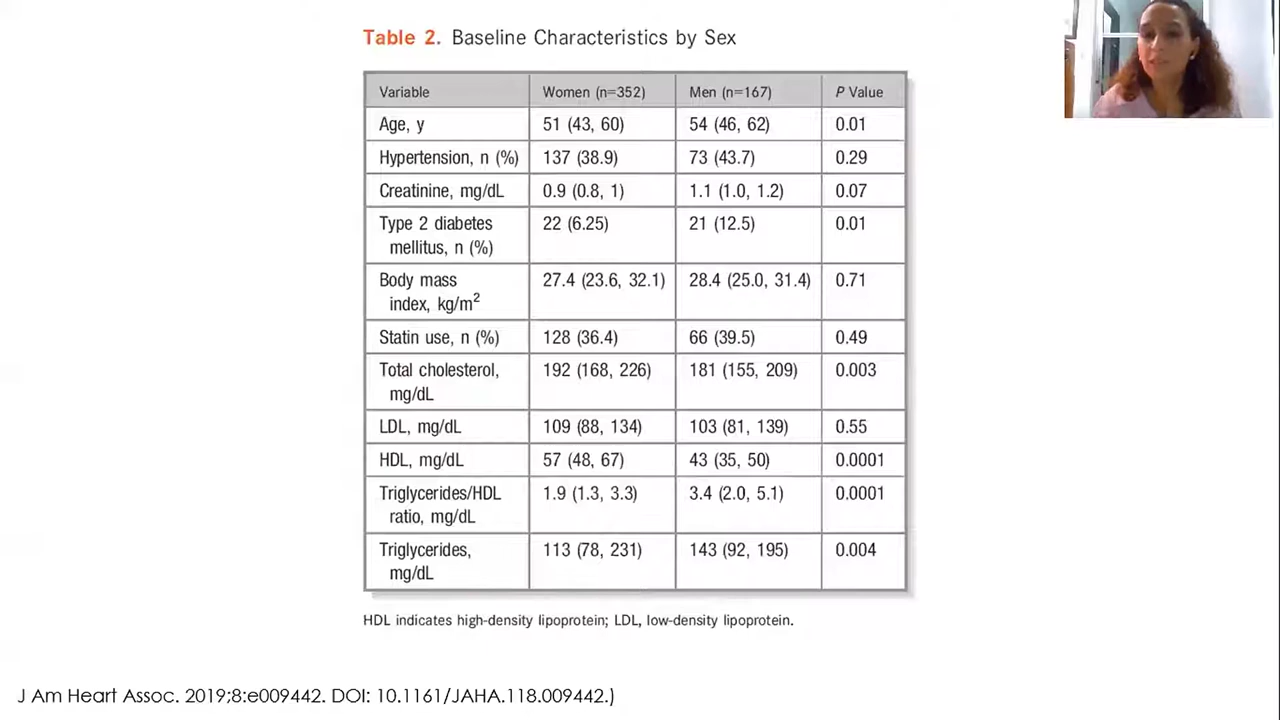 Table 2. Baseline Characteristics by Sex
Variable Women (n=352) Men (n=167) P Value
Age, y 51 (43, 60) 54 (46, 62) 0.01
Hypertension, n (%) 137 (38.9) 73 (43.7) 0.29
Creatinine, mg/dL 0.9 (0.8, 1) 1.1 (1.0, 1.2) 0.07
Type 2 diabetes 22 (6.25) 21 (12.5) 0.01
mellitus, n (%)
Body mass 27.4 (23.6, 32.1) 28.4 (25.0, 31.4) 0.71
index, kg/m²
Statin use, n (%) 128 (36.4) 66 (39.5) 0.49
Total cholesterol, 192 (168, 226) 181 (155, 209) 0.003
mg/dL
LDL, mg/dL 109 (88, 134) 103 (81, 139) 0.55
HDL, mg/dL 57 (48, 67) 43 (35, 50) 0.0001
Triglycerides/HDL 1.9 (1.3, 3.3) 3.4 (2.0, 5.1) 0.0001
ratio, mg/dL
Triglycerides, 113 (78, 231) 143 (92, 195) 0.004
mg/dL
HDL indicates high-density lipoprotein; LDL, low-density lipoprotein.
J Am Heart Assoc. 2019;8:e009442. DOI: 10.1161/JAHA.118.009442.)